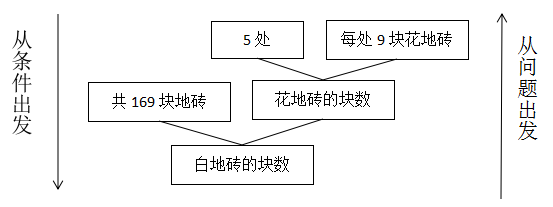 从条件出发
5 处
每处 9 块花地砖
共 169 块地砖
花地砖的块数
白地砖的块数
从问题出发